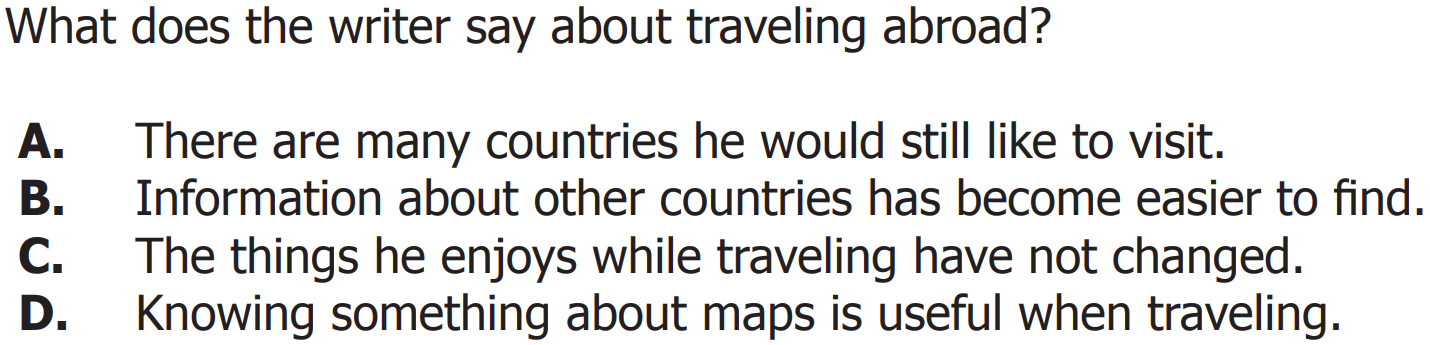 What does the writer say about traveling abroad?
A. There are many countries he would still like to visit.
B. Information about other countries has become easier to find.
C. The things he enjoys while traveling have not changed.
D. Knowing something about maps is useful when traveling.